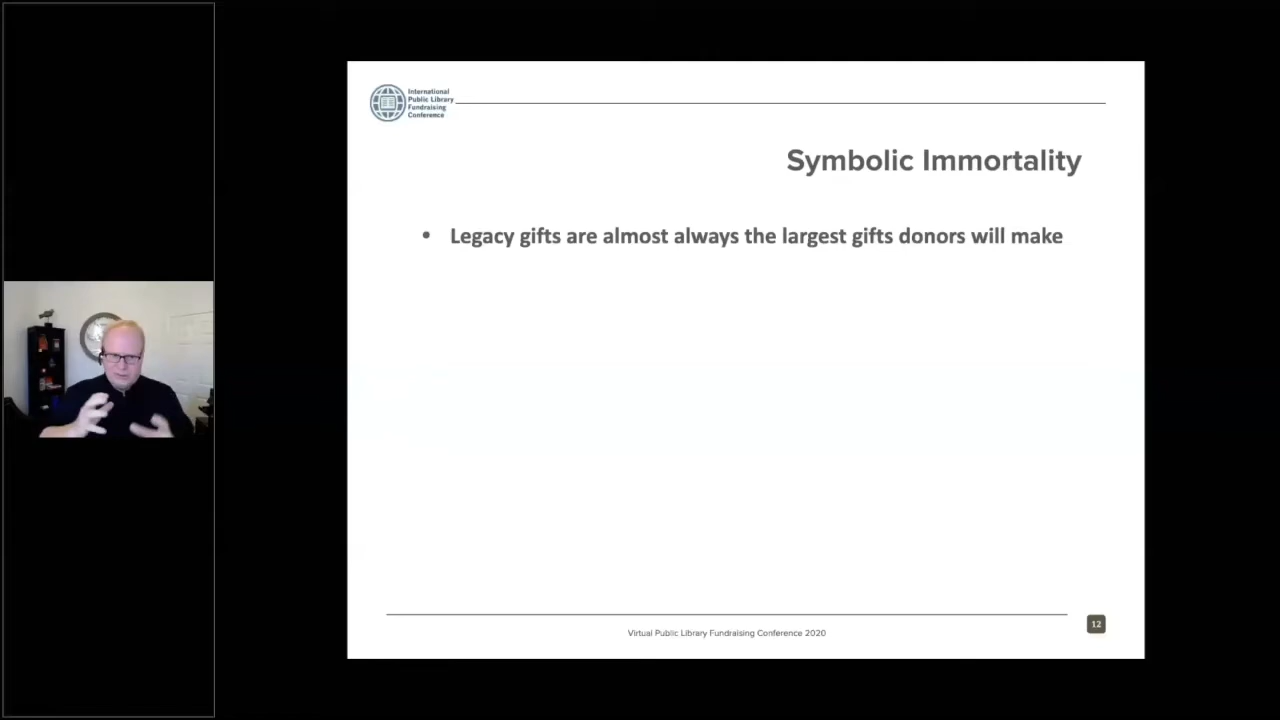 International
Public Library
Fundraising
Conference
Symbolic Immortality
• Legacy gifts are almost always the largest gifts donors will make
Virtual Public Library Fundraising Conference 2020
12